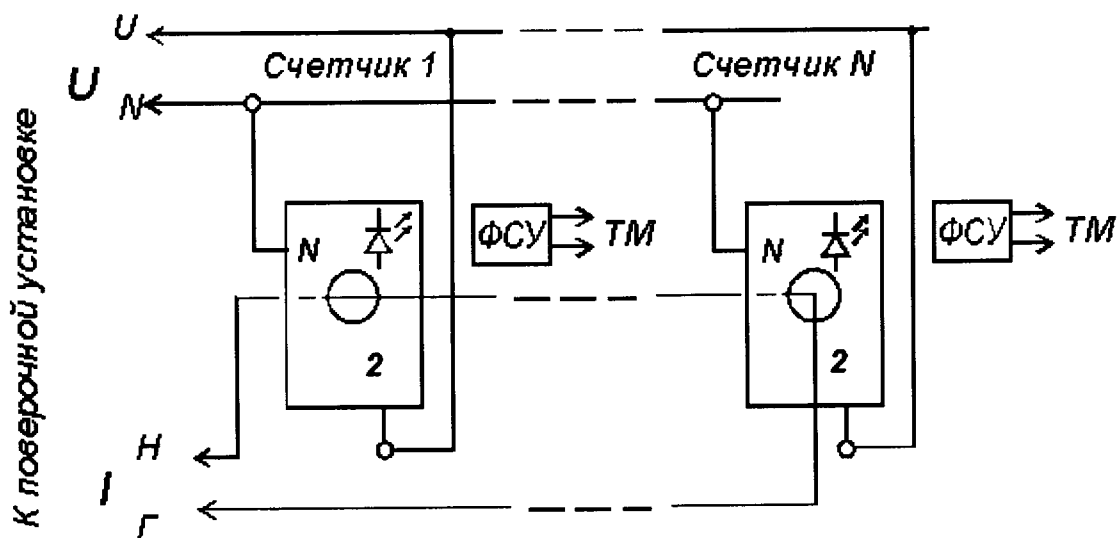 U
Счетчик 1
Счетчик N
U
N
К поверочной установке
ФСУ
ТМ
ФСУ
ТМ
N
N
2
2
Н
I
Г